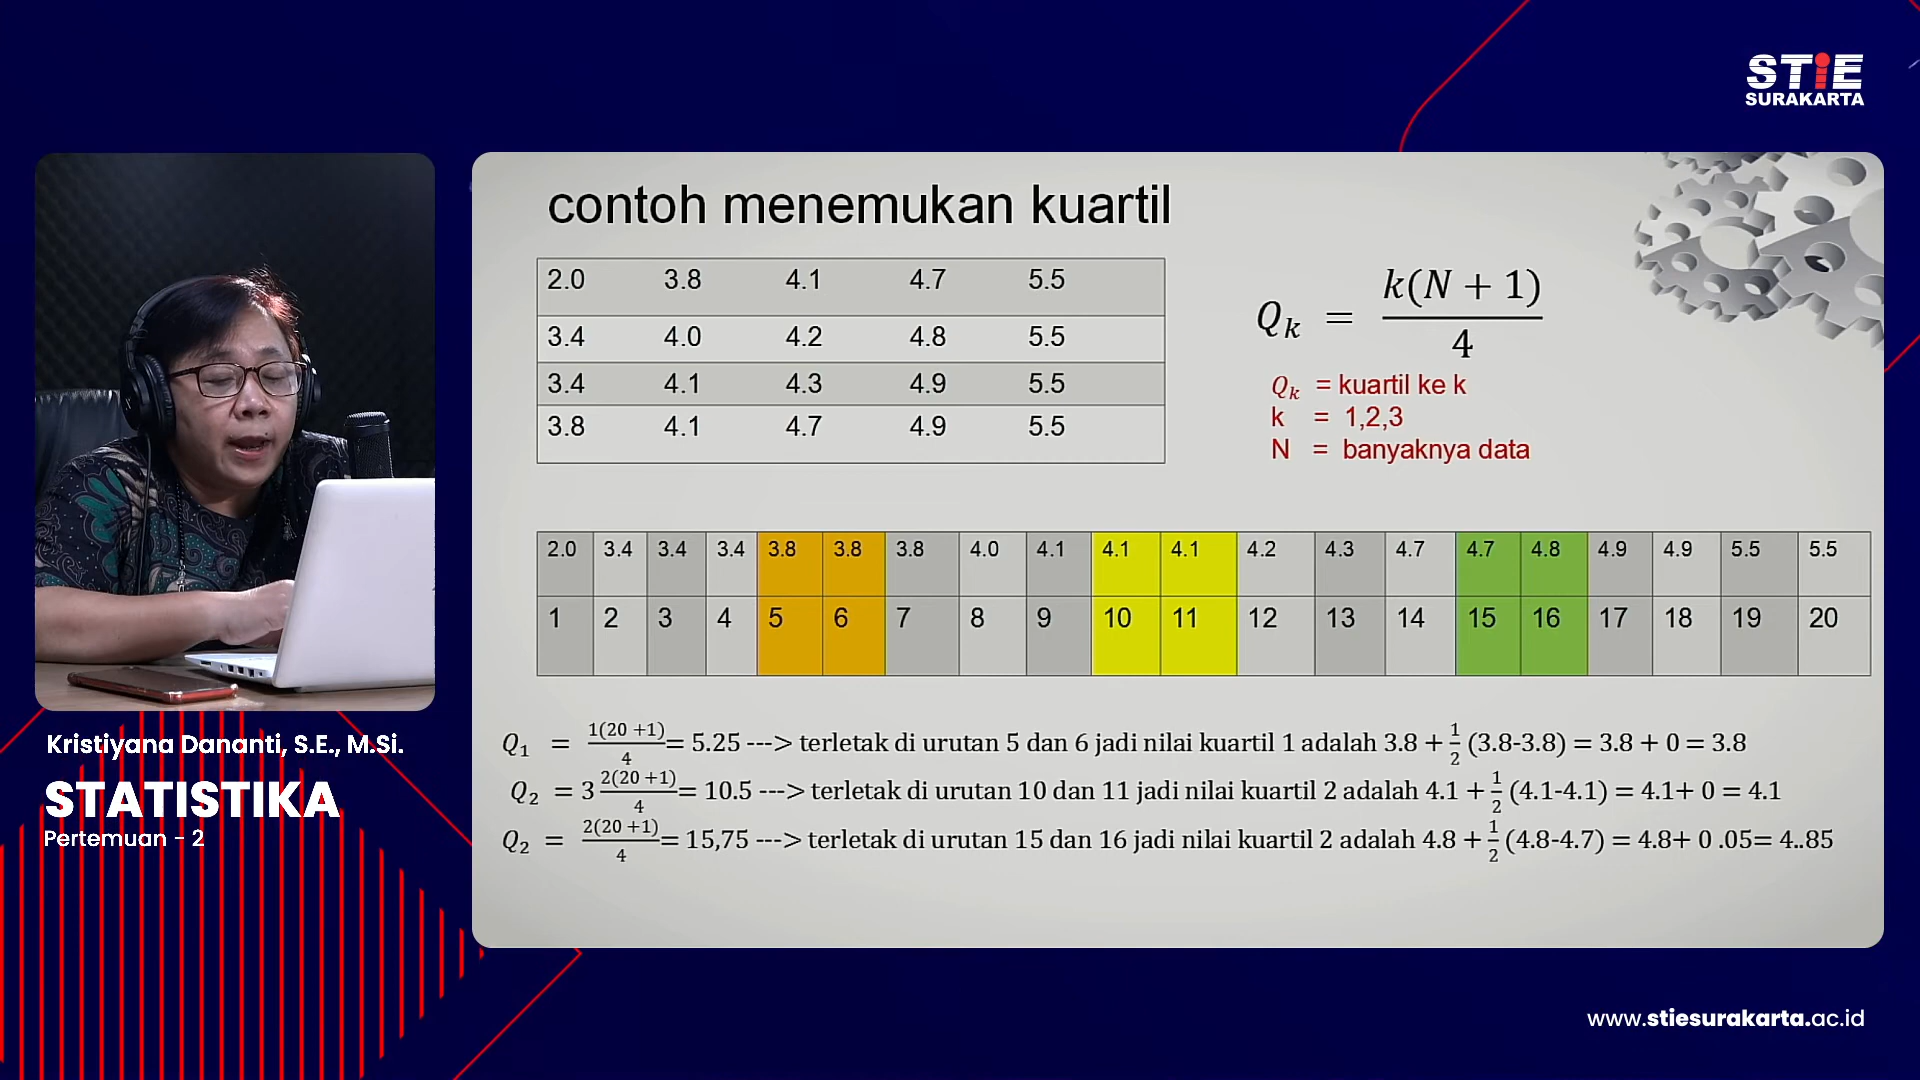 STiE
SURAKARTA
contoh menemukan kuartil
2.0 3.8 4.1 4.7 5.5
3.4 4.0 4.2 4.8 5.5
3.4 4.1 4.3 4.9 5.5
3.8 4.1 4.7 4.9 5.5
Qₖ = k(N + 1)/4
Qₖ = kuartil ke k
k = 1,2,3
N = banyaknya data
2.0 3.4 3.4 3.4 3.8 3.8 3.8 4.0 4.1 4.1 4.1 4.2 4.3 4.7 4.7 4.8 4.9 4.9 5.5 5.5
1 2 3 4 5 6 7 8 9 10 11 12 13 14 15 16 17 18 19 20
Q₁ = 1(20 +1)/4 = 5.25 ---> terletak di urutan 5 dan 6 jadi nilai kuartil 1 adalah 3.8 + 1/2 (3.8-3.8) = 3.8 + 0 = 3.8
Q₂ = 3 2(20 +1)/4 = 10.5 ---> terletak di urutan 10 dan 11 jadi nilai kuartil 2 adalah 4.1 + 1/2 (4.1-4.1) = 4.1+ 0 = 4.1
Q₂ = 2(20 +1)/4 = 15,75 ---> terletak di urutan 15 dan 16 jadi nilai kuartil 2 adalah 4.8 + 1/2 (4.8-4.7) = 4.8+ 0 .05= 4..85
Kristiyana Dananti, S.E., M.Si.
STATISTIKA
Pertemuan - 2
www.stiesurakarta.ac.id